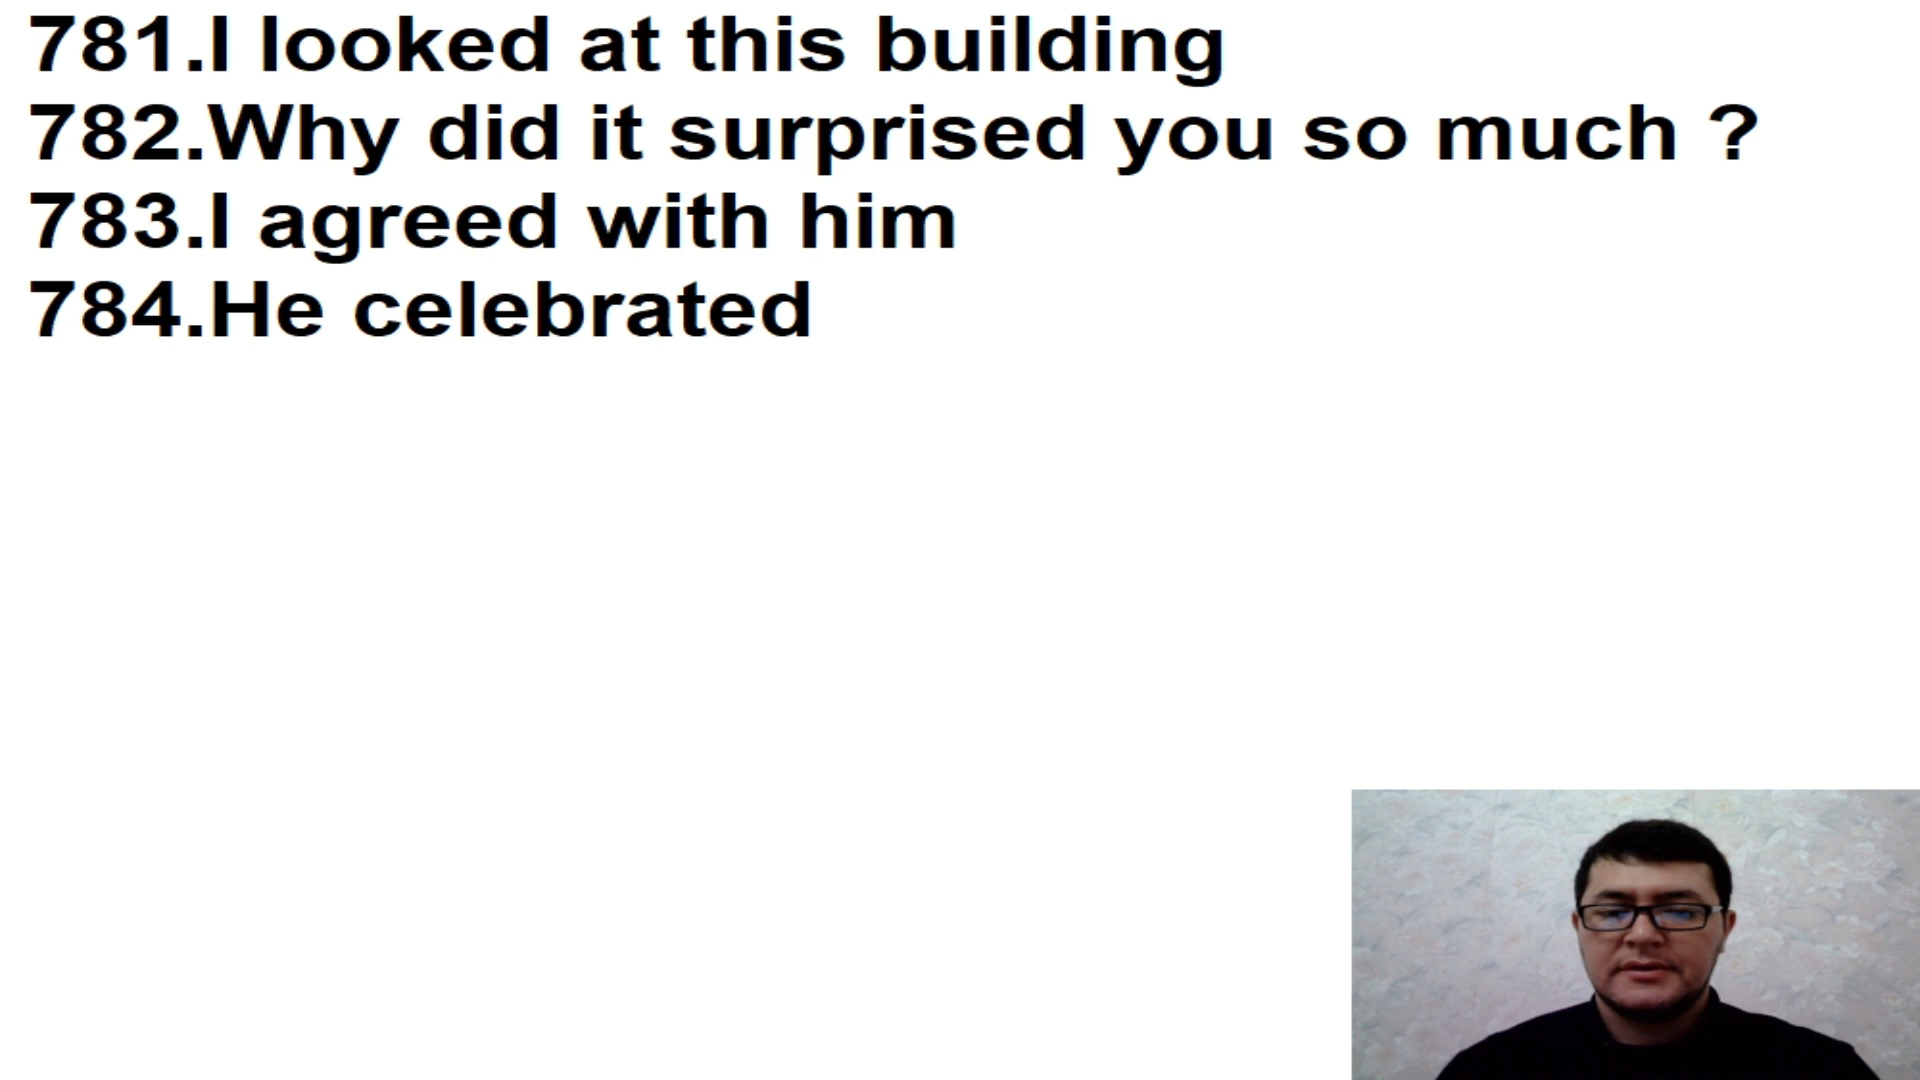 781.I looked at this building
782.Why did it surprised you so much ?
783.I agreed with him
784.He celebrated